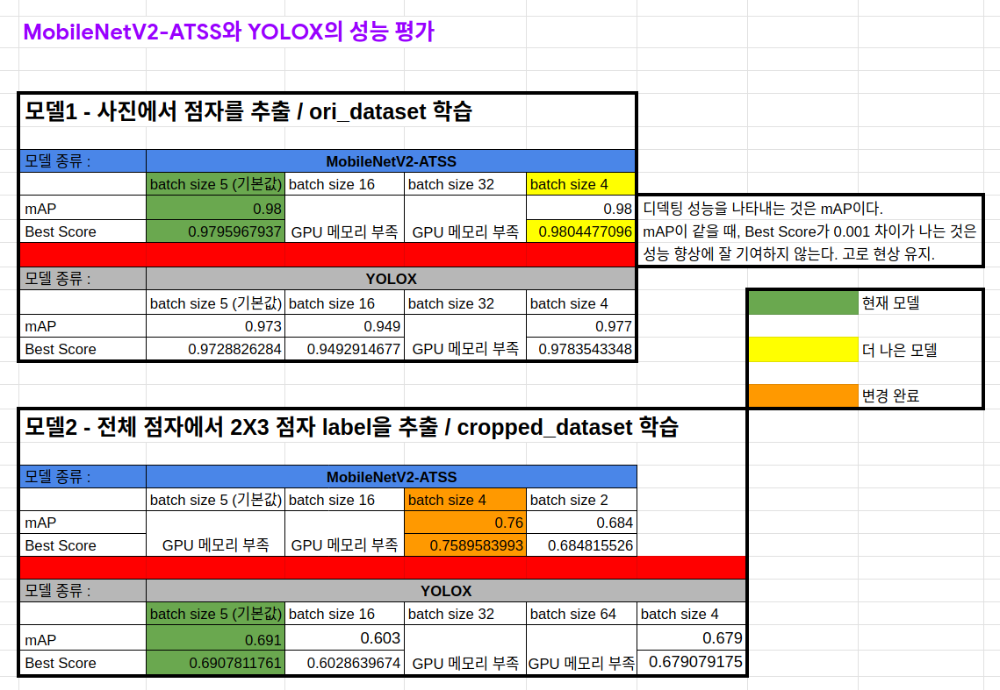 MobileNetV2-ATSS와 YOLOX의 성능 평가
모델1 - 사진에서 점자를 추출 / ori_dataset 학습
모델 종류 : MobileNetV2-ATSS
batch size 5 (기본값) batch size 16 batch size 32 batch size 4
mAP 0.98 0.98
Best Score 0.9795967937 GPU 메모리 부족 GPU 메모리 부족 0.9804477096
디텍팅 성능을 나타내는 것은 mAP이다.
mAP이 같을 때, Best Score가 0.001 차이가 나는 것은
성능 향상에 잘 기여하지 않는다. 고로 현상 유지.
모델 종류 : YOLOX
batch size 5 (기본값) batch size 16 batch size 32 batch size 4
mAP 0.973 0.949 0.977
Best Score 0.9728826284 0.9492914677 GPU 메모리 부족 0.9783543348
현재 모델
더 나은 모델
변경 완료
모델2 - 전체 점자에서 2X3 점자 label을 추출 / cropped_dataset 학습
모델 종류 : MobileNetV2-ATSS
batch size 5 (기본값) batch size 16 batch size 4 batch size 2
mAP 0.76 0.684
Best Score GPU 메모리 부족 GPU 메모리 부족 0.7589583993 0.684815526
모델 종류 : YOLOX
batch size 5 (기본값) batch size 16 batch size 32 batch size 64 batch size 4
mAP 0.691 0.603 0.679
Best Score 0.6907811761 0.6028639674 GPU 메모리 부족 GPU 메모리 부족 0.679079175